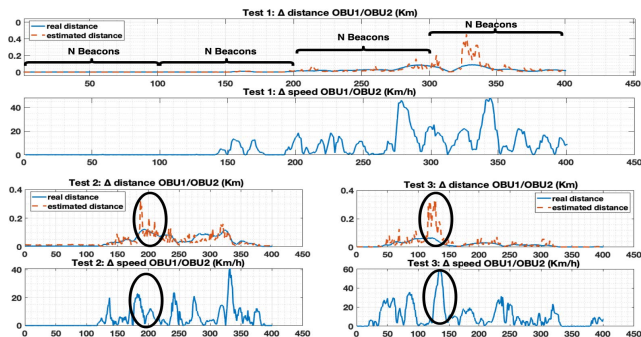 Test 1: Δ distance OBU1/OBU2 (Km)
real distance
estimated distance
N Beacons
N Beacons
N Beacons
N Beacons
0.6
0.4
0.2
0
0 50 100 150 200 250 300 350 400 450
Test 1: Δ speed OBU1/OBU2 (Km/h)
40
20
0
0 50 100 150 200 250 300 350 400 450
Test 2: Δ distance OBU1/OBU2 (Km)
real distance
estimated distance
0.4
0.2
0
0 50 100 150 200 250 300 350 400 450
Test 2: Δ speed OBU1/OBU2 (Km/h)
40
20
0
0 50 100 150 200 250 300 350 400 450
Test 3: Δ distance OBU1/OBU2 (Km)
real distance
estimated distance
0.4
0.2
0
0 50 100 150 200 250 300 350 400 450
Test 3: Δ speed OBU1/OBU2 (Km/h)
60
40
20
0
0 50 100 150 200 250 300 350 400 450